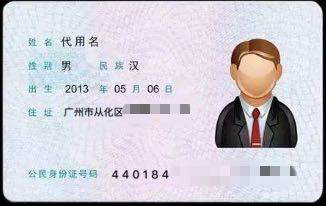 姓名 代用名
性别 男 民族 汉
出生 2013 年 05 月 06 日
住址 广州市从化区
公民身份证号码 440184